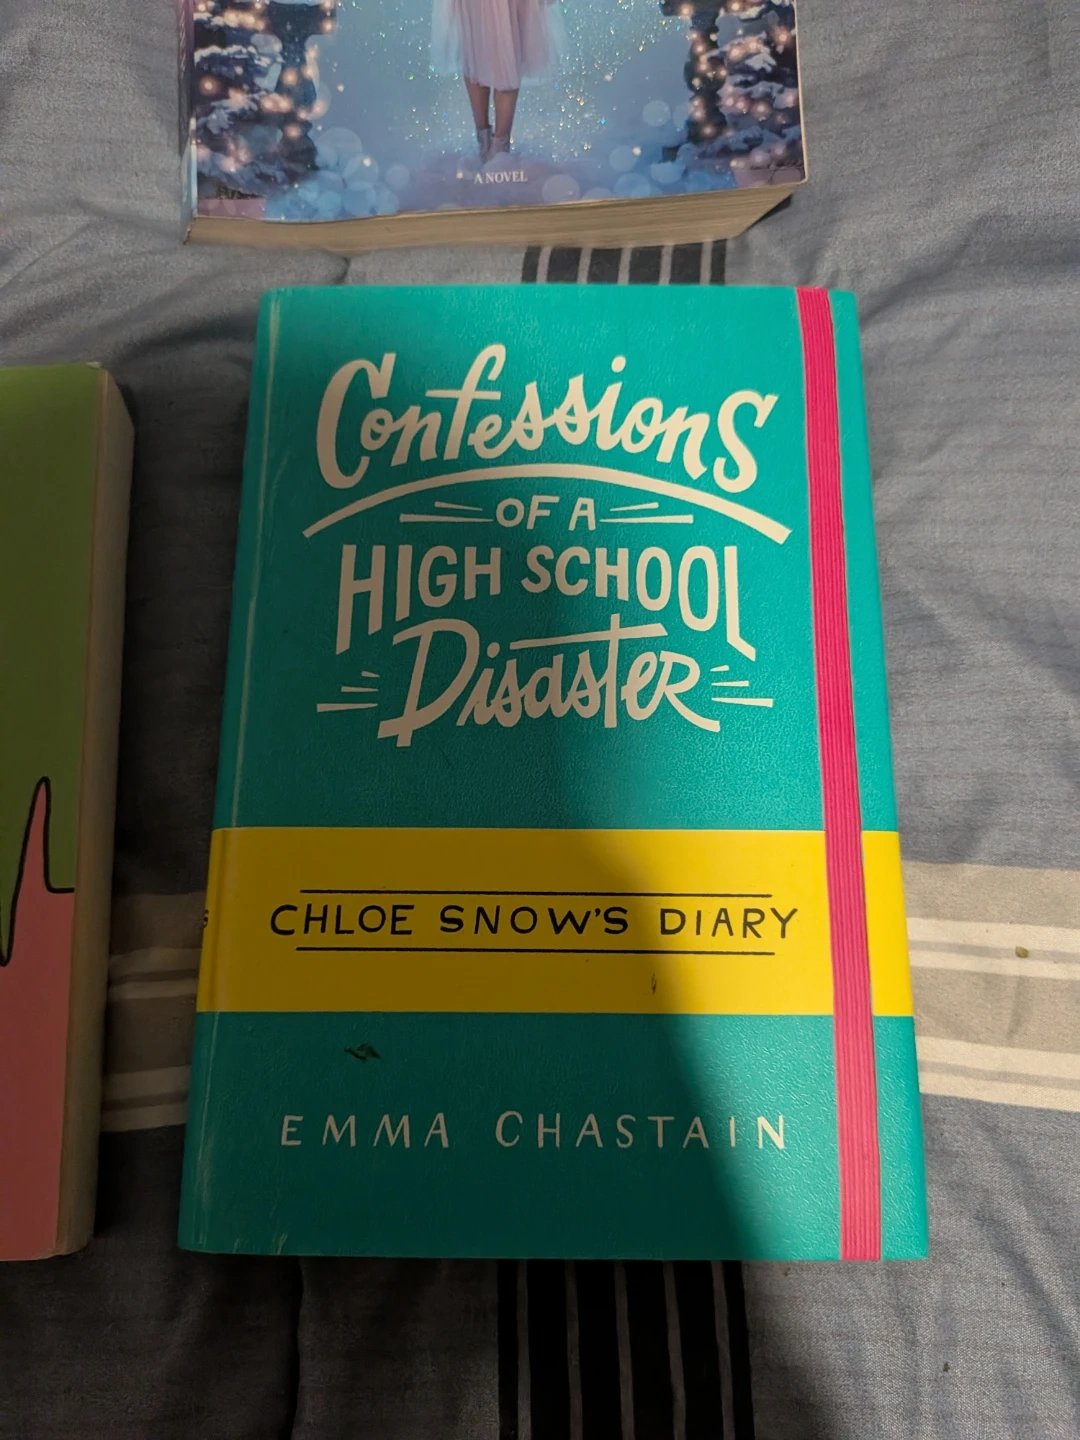 A NOVEL
Confessions
OF A
HIGH SCHOOL
DISASTER
CHLOE SNOW'S DIARY
EMMA CHASTAIN